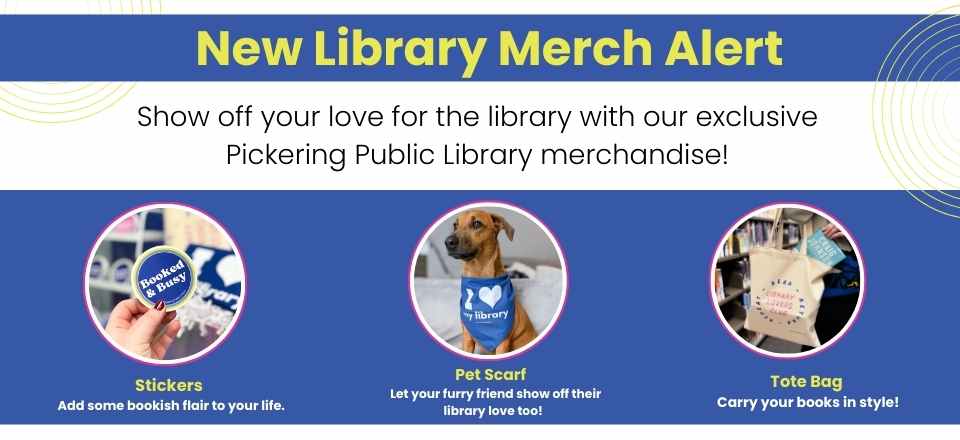 New Library Merch Alert
Show off your love for the library with our exclusive
Pickering Public Library merchandise!
Booked
& Busy
I
library
I
my library
READ
LIBRARY
LOVERS
CLUB
Stickers
Add some bookish flair to your life.
Pet Scarf
Let your furry friend show off their
library love too!
Tote Bag
Carry your books in style!